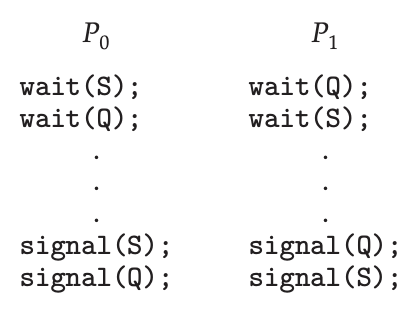 P0 P1
wait(S); wait(Q);
wait(Q); wait(S);
. .
. .
. .
signal(S); signal(Q);
signal(Q); signal(S);